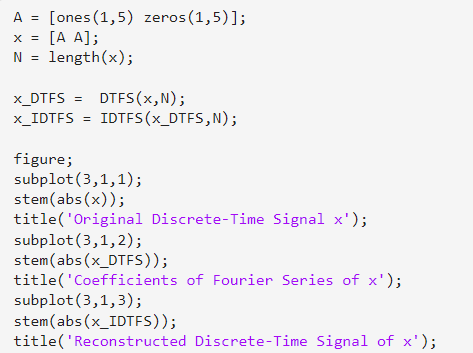 A = [ones(1,5) zeros(1,5)];
x = [A A];
N = length(x);
x_DTFS =  DTFS(x,N);
x_IDTFS = IDTFS(x_DTFS,N);
figure;
subplot(3,1,1);
stem(abs(x));
title('Original Discrete-Time Signal x');
subplot(3,1,2);
stem(abs(x_DTFS));
title('Coefficients of Fourier Series of x');
subplot(3,1,3);
stem(abs(x_IDTFS));
title('Reconstructed Discrete-Time Signal of x');